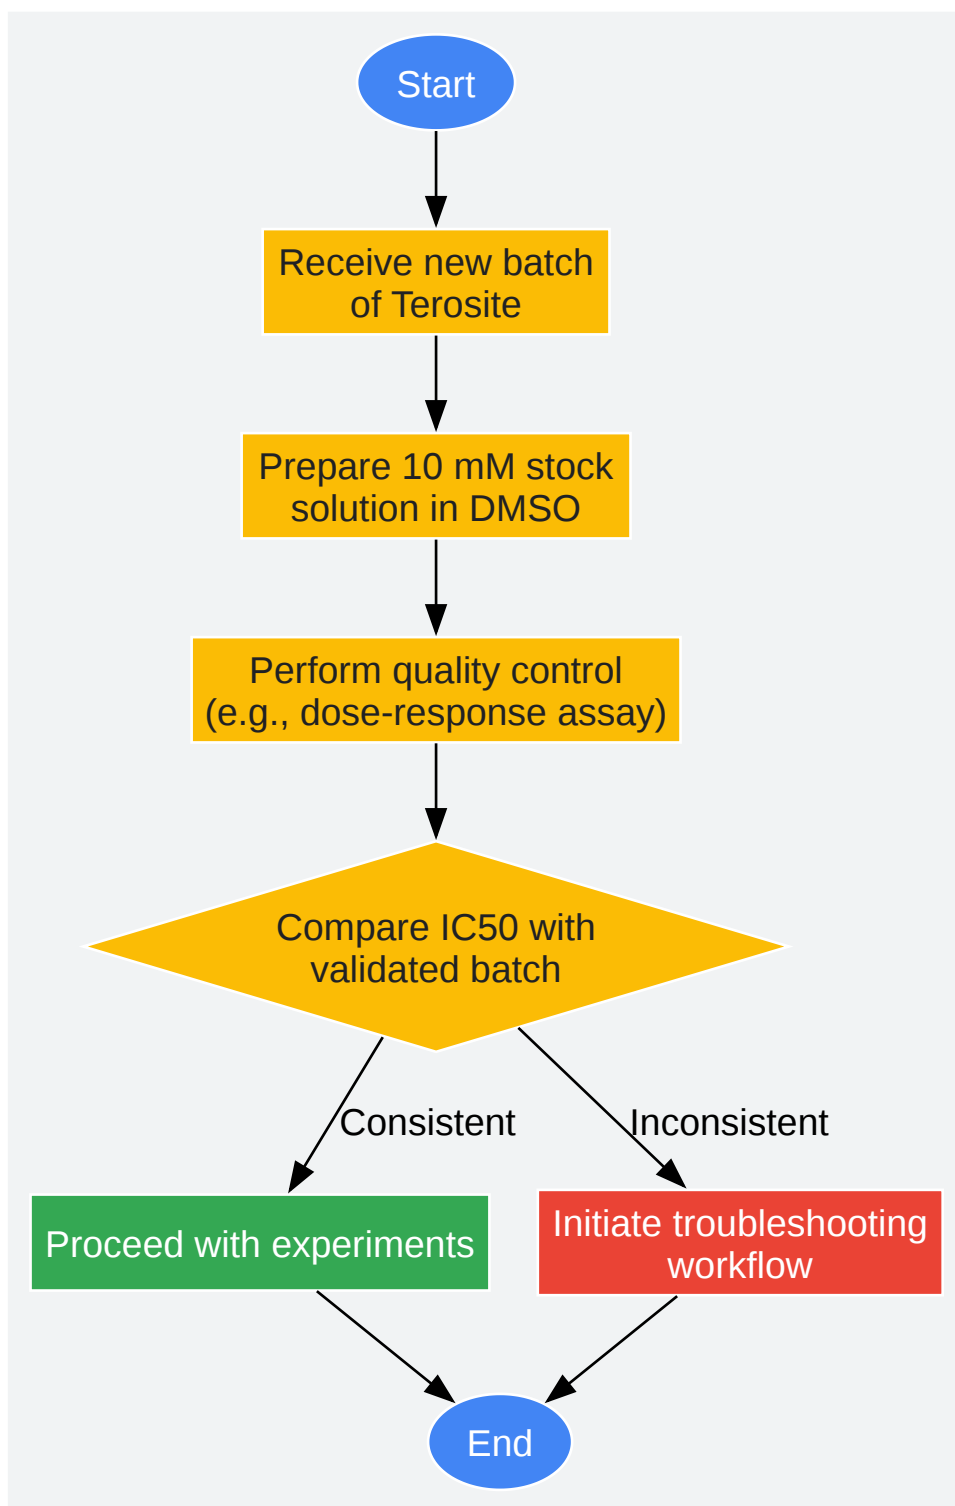 Start
Receive new batch
of Terosite
Prepare 10 mM stock
solution in DMSO
Perform quality control
(e.g., dose-response assay)
Compare IC50 with
validated batch
Consistent
Inconsistent
Proceed with experiments
Initiate troubleshooting
workflow
End